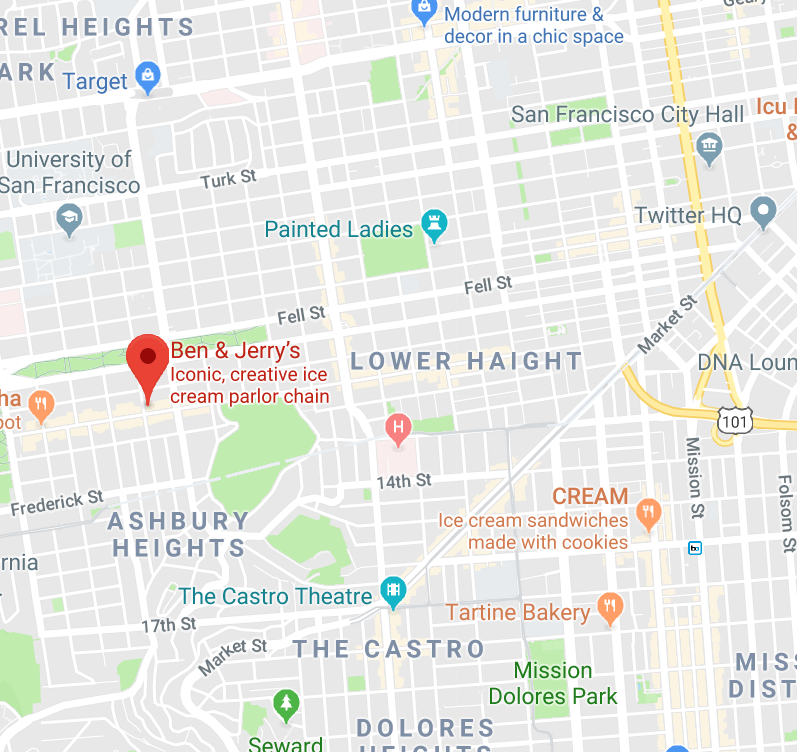 Geary
Modern furniture &
decor in a chic space
REL HEIGHTS
ARK
Target
San Francisco City Hall
Icu
&
University of
San Francisco
Turk St
Twitter HQ
Painted Ladies
Fell St
Fell St
Market St
Ben & Jerry's
Iconic, creative ice
cream parlor chain
LOWER HAIGHT
DNA Loun
ha
oot
101
H
Mission St
Folsom St
14th St
Frederick St
CREAM
Ice cream sandwiches
made with cookies
ASHBURY
HEIGHTS
rnia
The Castro Theatre
Tartine Bakery
17th St
Market St
THE CASTRO
Mission
Dolores Park
MISS
DIST
DOLORES
HEIGHTS
Seward